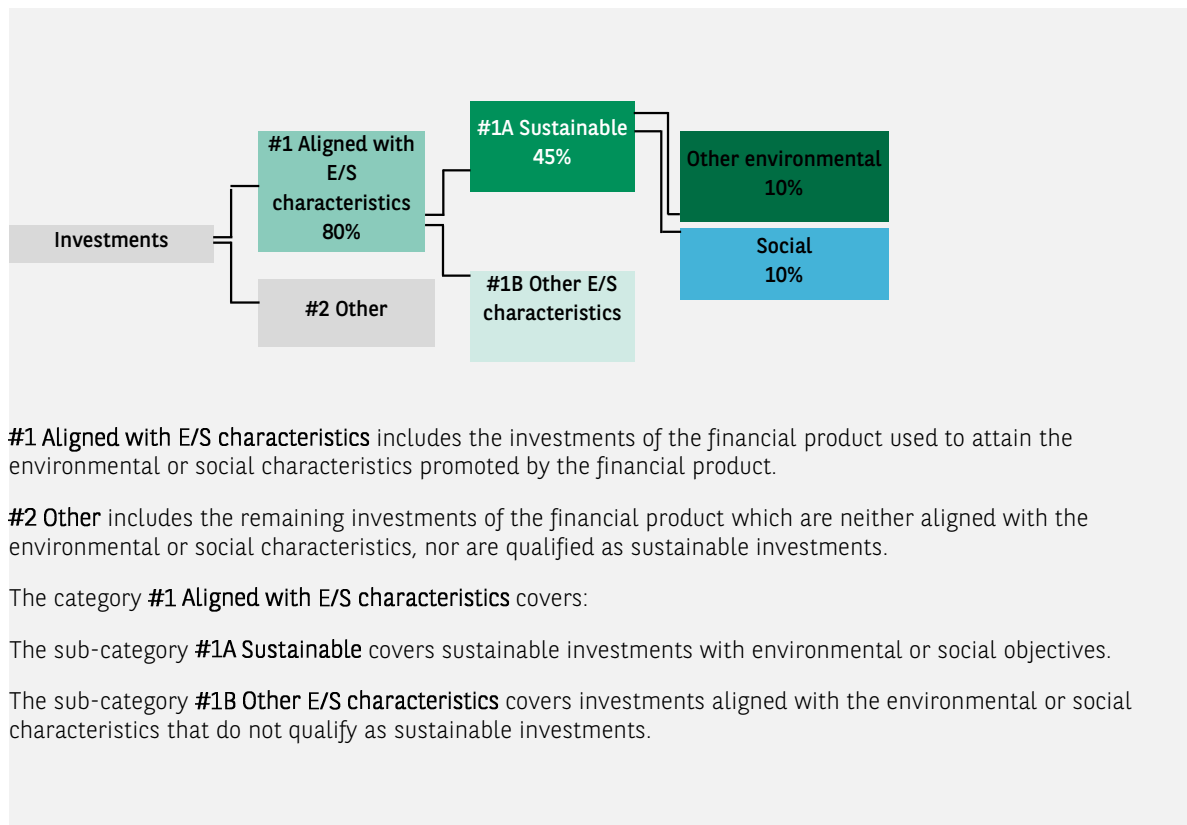 Investments
#1 Aligned with
E/S
characteristics
80%
#2 Other
#1A Sustainable
45%
#1B Other E/S
characteristics
Other environmental
10%
Social
10%
#1 Aligned with E/S characteristics includes the investments of the financial product used to attain the
environmental or social characteristics promoted by the financial product.
#2 Other includes the remaining investments of the financial product which are neither aligned with the
environmental or social characteristics, nor are qualified as sustainable investments.
The category #1 Aligned with E/S characteristics covers:
The sub-category #1A Sustainable covers sustainable investments with environmental or social objectives.
The sub-category #1B Other E/S characteristics covers investments aligned with the environmental or social
characteristics that do not qualify as sustainable investments.